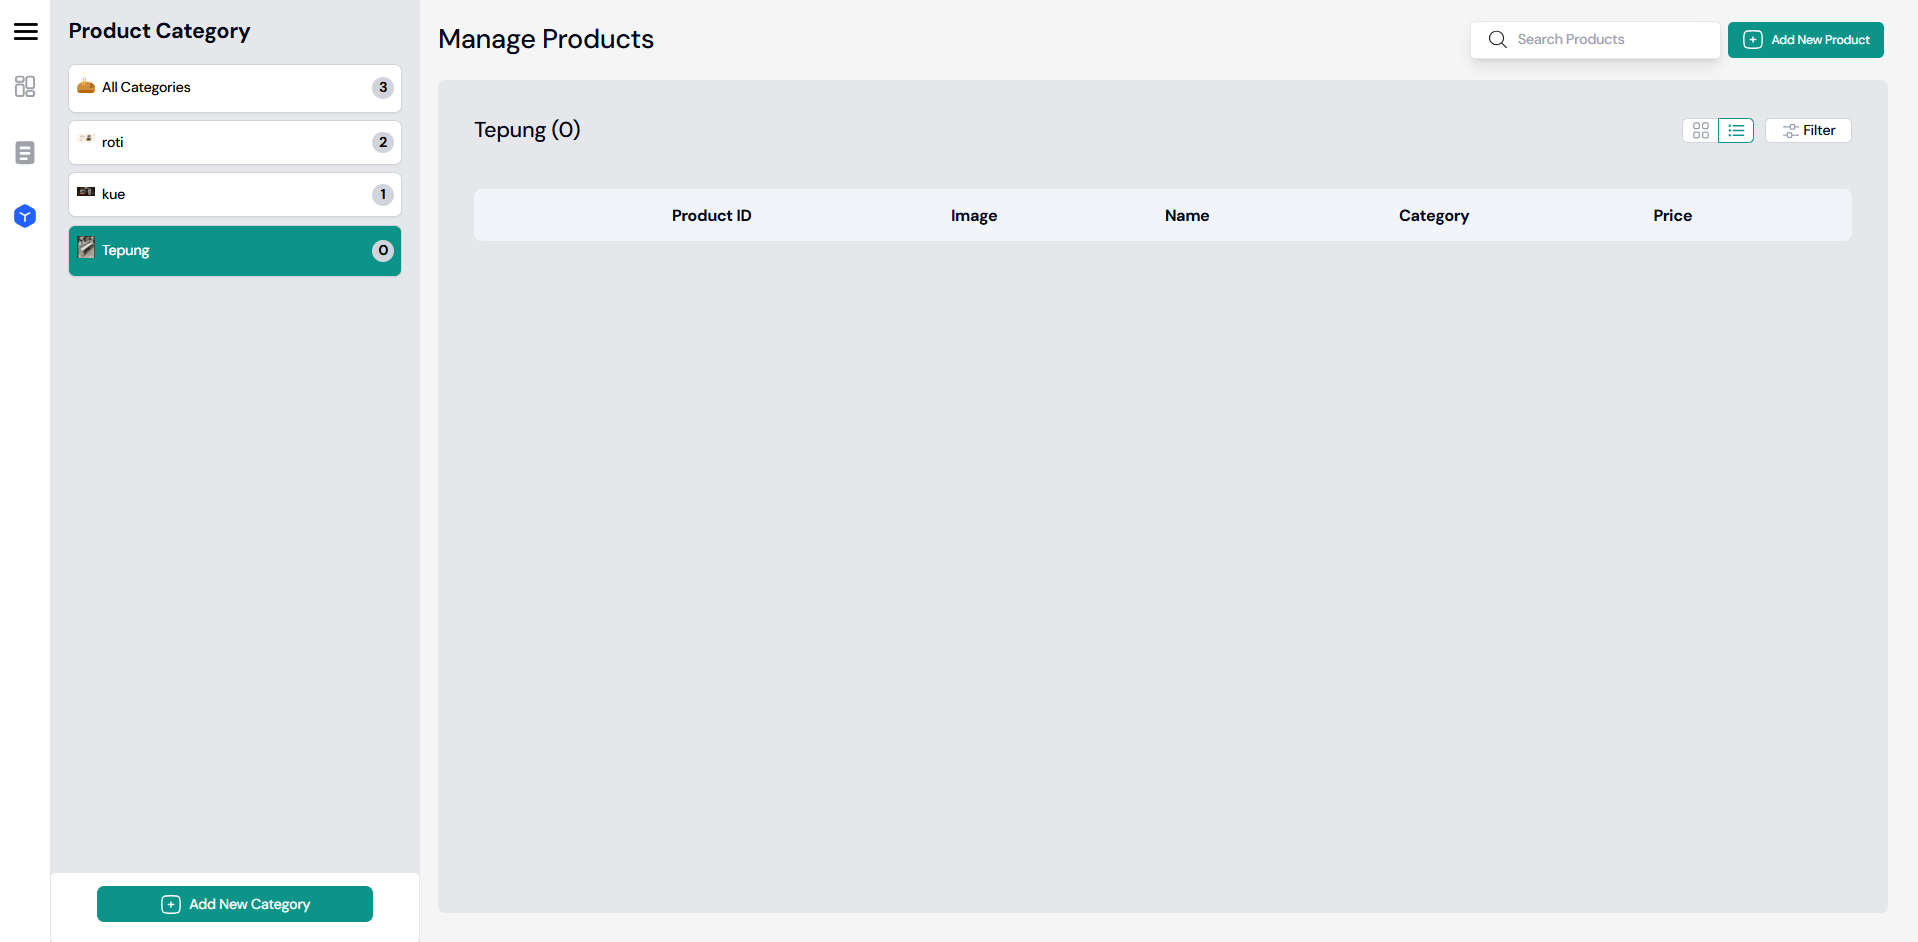 Product Category
All Categories 3
roti 2
kue 1
Tepung 0
Add New Category
Manage Products
Search Products
Add New Product
Tepung (0)
Filter
Product ID Image Name Category Price